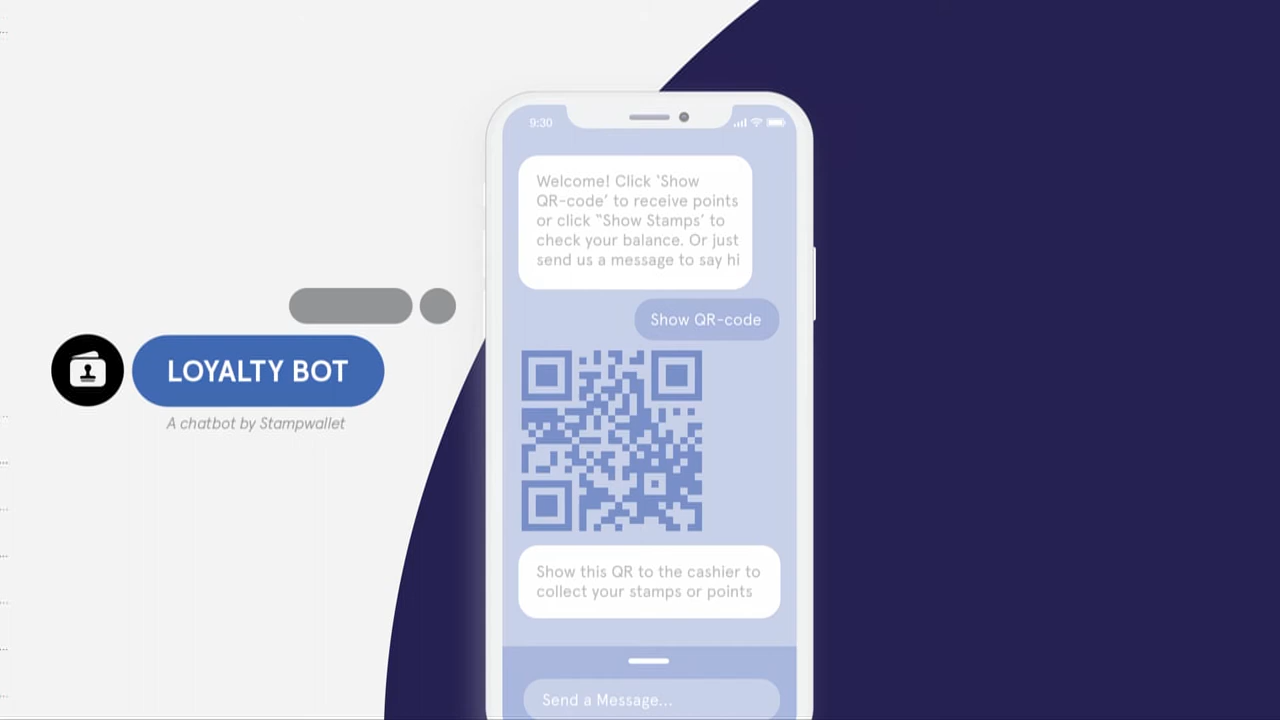 9:30
Welcome! Click ‘Show
QR-code’ to receive points
or click “Show Stamps’ to
check your balance. Or just
send us a message to say hi
Show QR-code
LOYALTY BOT
A chatbot by Stampwallet
Show this QR to the cashier to
collect your stamps or points
Send a Message...